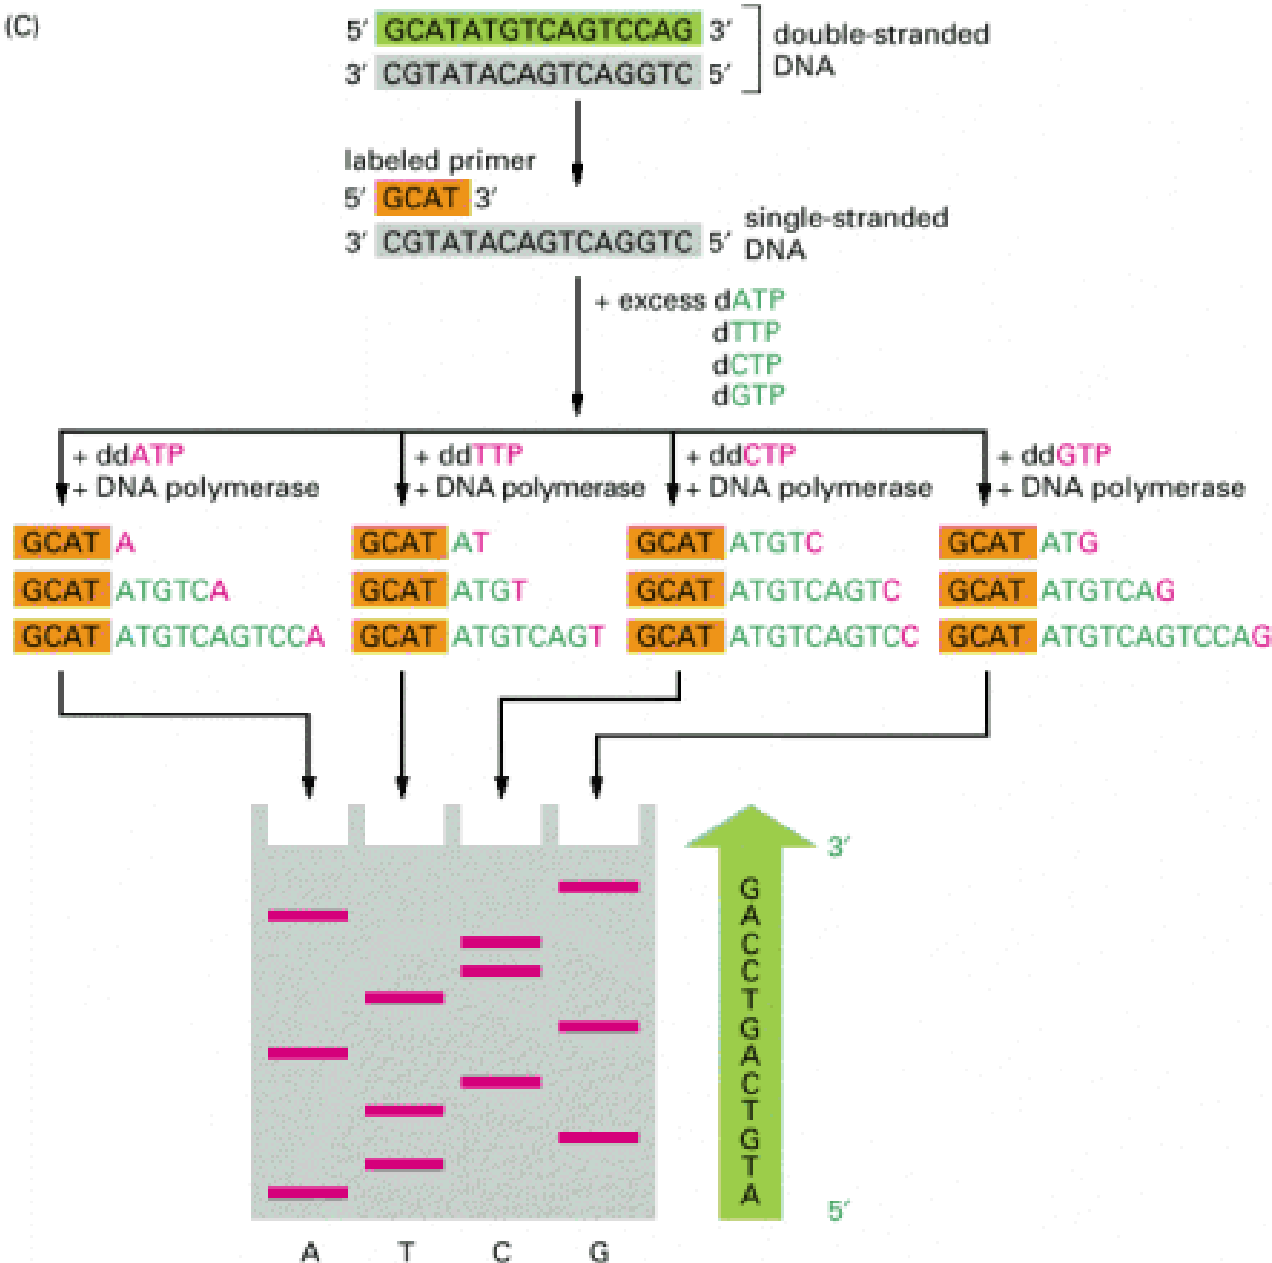 (C)
5′ GCATATGTCAGTCCAG 3′
3′ CGTATACAGTCAGGTC 5′
double-stranded
DNA
labeled primer
5′ GCAT 3′
3′ CGTATACAGTCAGGTC 5′
single-stranded
DNA
+ excess dATP
dTTP
dCTP
dGTP
+ ddATP
+ DNA polymerase
+ ddTTP
+ DNA polymerase
+ ddCTP
+ DNA polymerase
+ ddGTP
+ DNA polymerase
GCAT A
GCAT ATGTCA
GCAT ATGTCAGTCCA
GCAT AT
GCAT ATGT
GCAT ATGTCAGT
GCAT ATGTC
GCAT ATGTCAGTC
GCAT ATGTCAGTCC
GCAT ATG
GCAT ATGTCAG
GCAT ATGTCAGTCCAG
3′
G
A
C
C
T
G
A
C
T
G
T
A
5′
A T C G